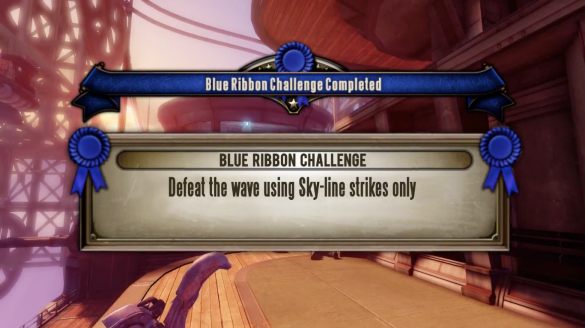 Blue Ribbon Challenge Completed
BLUE RIBBON CHALLENGE
Defeat the wave using Sky-line strikes only